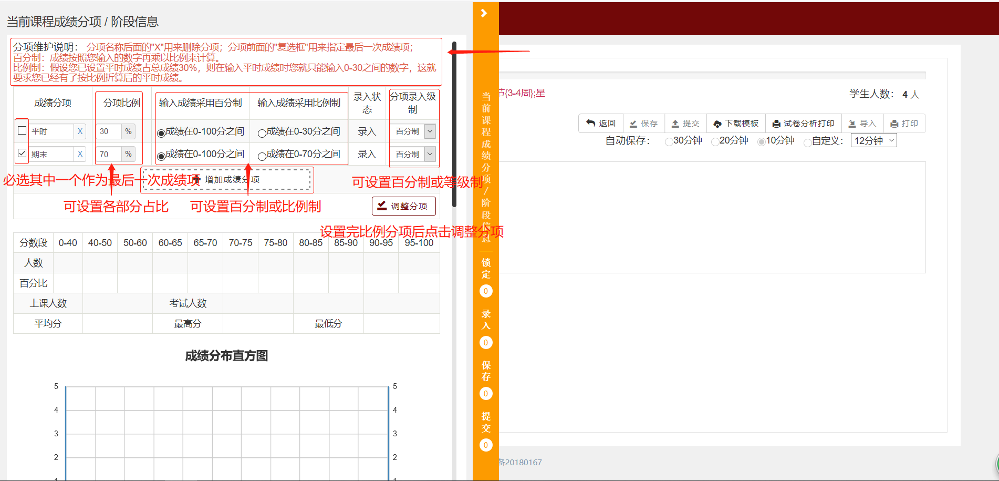 当前课程成绩分项 / 阶段信息
分项维护说明： 分项名称后面的"X"用来删除分项；分项前面的"复选框"用来指定最后一次成绩项；
百分制：成绩按照您输入的数字再乘以比例来计算。
比例制：假设您已设置平时成绩占总成绩30%，则在输入平时成绩时您就只能输入0-30之间的数字，这就
要求您已经有了按比例折算后的平时成绩。
成绩分项 分项比例 输入成绩采用百分制 输入成绩采用比例制 录入状态 分项录入级制
平时 X 30 % 成绩在0-100分之间 成绩在0-30分之间 录入 百分制
期末 X 70 % 成绩在0-100分之间 成绩在0-70分之间 录入 百分制
必选其中一个作为最后一次成绩项
增加成绩分项
可设置百分制或等级制
可设置各部分占比
可设置百分制或比例制
调整分项
设置完比例分项后点击调整分项
分数段 0-40 40-50 50-60 60-65 65-70 70-75 75-80 80-85 85-90 90-95 95-100
人数
百分比
上课人数 考试人数
平均分 最高分 最低分
成绩分布直方图
5 5
4 4
3 3
2 2
1 1
当前课程成绩分项/阶段信息
锁定
0
录入
0
保存
0
提交
0
节{3-4周};星
学生人数： 4 人
返回 保存 提交 下载模板 试卷分析打印 导入 打印
自动保存： 30分钟 20分钟 10分钟 自定义： 12分钟
备20180167